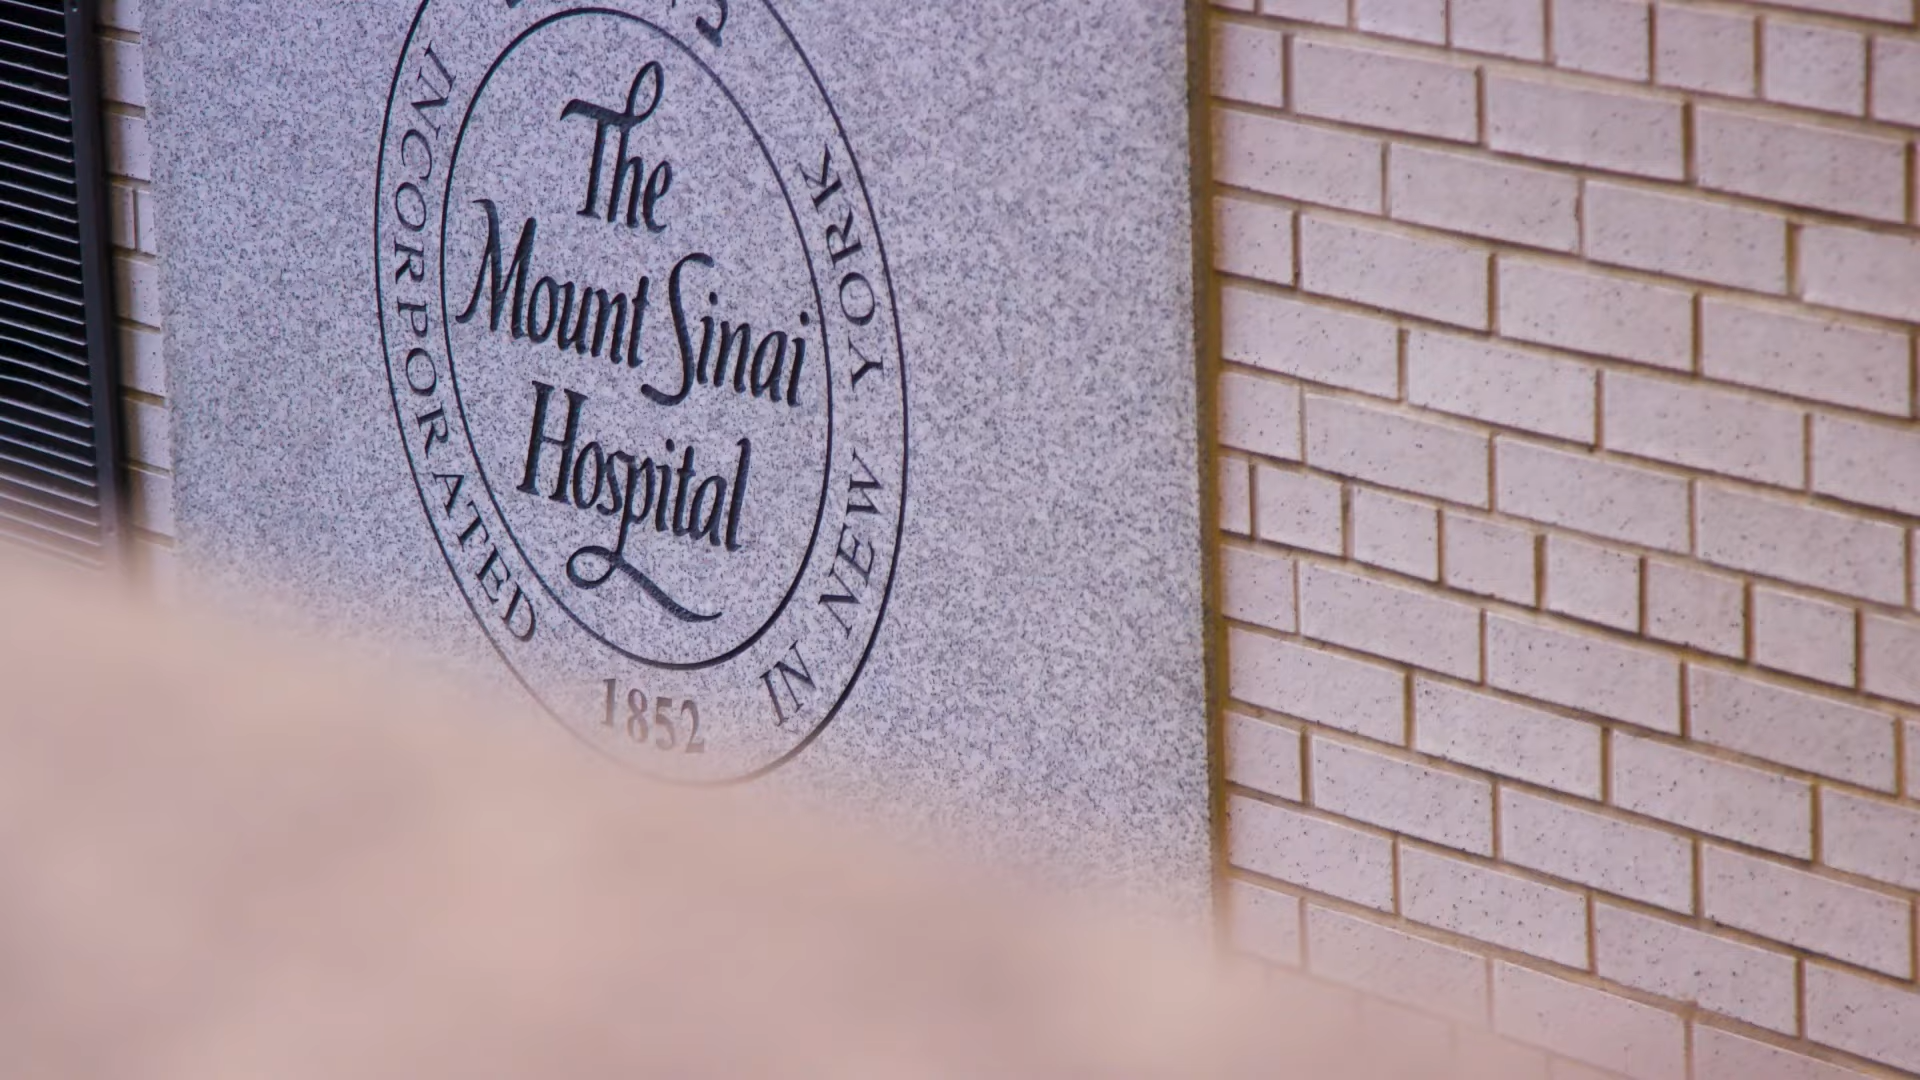 The
Mount Sinai
Hospital
INCORPORATED
1852
IN NEW YORK